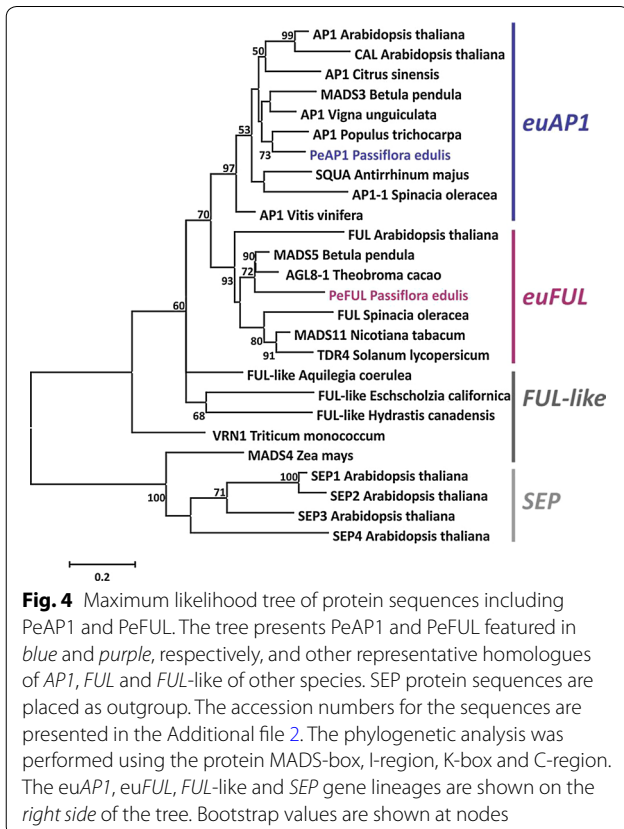 99
AP1 Arabidopsis thaliana
50
CAL Arabidopsis thaliana
AP1 Citrus sinensis
MADS3 Betula pendula
AP1 Vigna unguiculata
53
AP1 Populus trichocarpa
73
PeAP1 Passiflora edulis
97
SQUA Antirrhinum majus
AP1-1 Spinacia oleracea
AP1 Vitis vinifera
euAP1
70
FUL Arabidopsis thaliana
90
MADS5 Betula pendula
93
72
AGL8-1 Theobroma cacao
PeFUL Passiflora edulis
FUL Spinacia oleracea
80
MADS11 Nicotiana tabacum
91
TDR4 Solanum lycopersicum
euFUL
60
FUL-like Aquilegia coerulea
FUL-like Eschscholzia californica
68
FUL-like Hydrastis canadensis
VRN1 Triticum monococcum
FUL-like
MADS4 Zea mays
100
100
SEP1 Arabidopsis thaliana
71
SEP2 Arabidopsis thaliana
SEP3 Arabidopsis thaliana
SEP4 Arabidopsis thaliana
SEP
0.2
Fig. 4 Maximum likelihood tree of protein sequences including
PeAP1 and PeFUL. The tree presents PeAP1 and PeFUL featured in
blue and purple, respectively, and other representative homologues
of AP1, FUL and FUL-like of other species. SEP protein sequences are
placed as outgroup. The accession numbers for the sequences are
presented in the Additional file 2. The phylogenetic analysis was
performed using the protein MADS-box, I-region, K-box and C-region.
The euAP1, euFUL, FUL-like and SEP gene lineages are shown on the
right side of the tree. Bootstrap values are shown at nodes